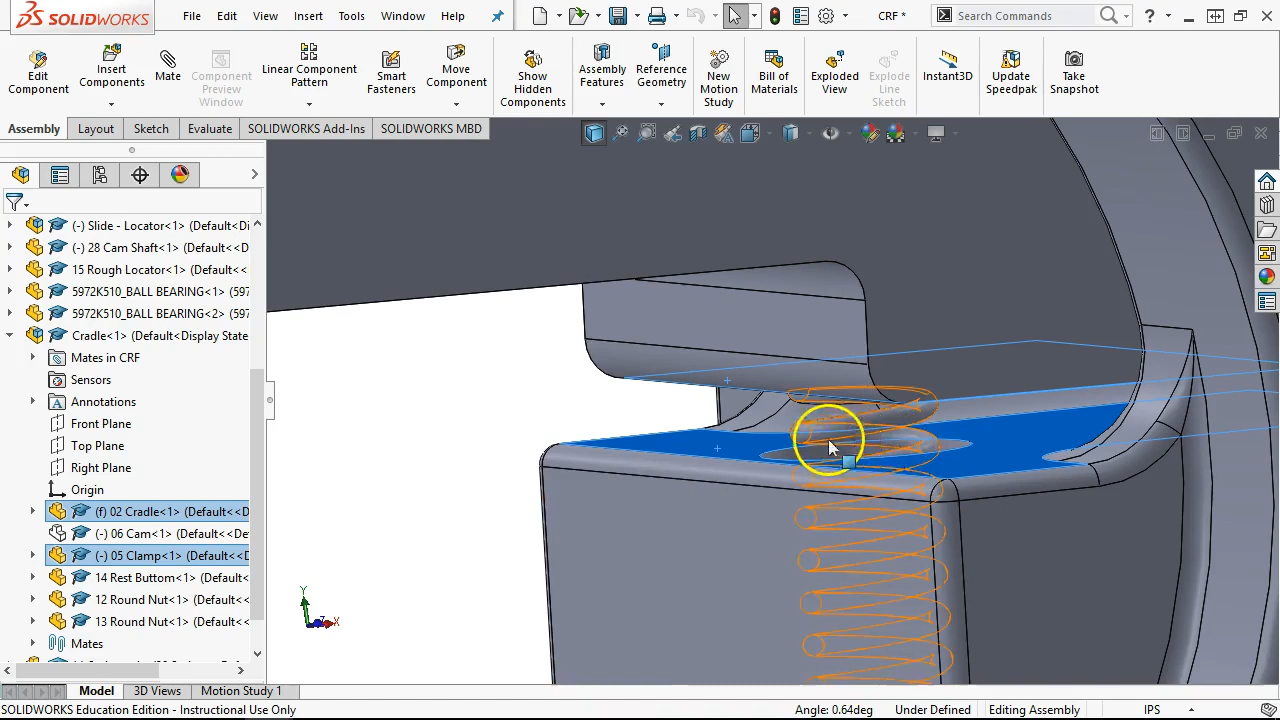 SOLIDWORKS
File Edit View Insert Tools Window Help
CRF *
Search Commands
Edit Component
Insert Components
Mate
Component Preview Window
Linear Component Pattern
Smart Fasteners
Move Component
Show Hidden Components
Assembly Features
Reference Geometry
New Motion Study
Bill of Materials
Exploded View
Explode Line Sketch
Instant3D
Update Speedpak
Take Snapshot
Assembly Layout Sketch Evaluate SOLIDWORKS Add-Ins SOLIDWORKS MBD
(-) Slide - Locator<1> (Default<Di
(-) 28 Cam Shaft<1> (Default<<D
15 Rough Locator<1> (Default<<
5972K510_BALL BEARING<1> (597
5972K510_BALL BEARING<2> (597
Cradle<1> (Default<Display State
Mates in CRF
Sensors
Annotations
Front Plane
Top Plane
Right Plane
Origin
(f) 02 Cradle<1> (Default<<D
(-) 06 Cam<1> (Default<<De
(-) 05 Clamp<1> (Default<<D
14 Rest Button<1> (Default<
12 Round Nut<1> (Default<<
13 Round Nut<1> (Default<<
Mates
Y
X
Model 3D Views Motion Study 1
SOLIDWORKS Education Edition - Instructional Use Only
Angle: 0.64deg Under Defined Editing Assembly IPS